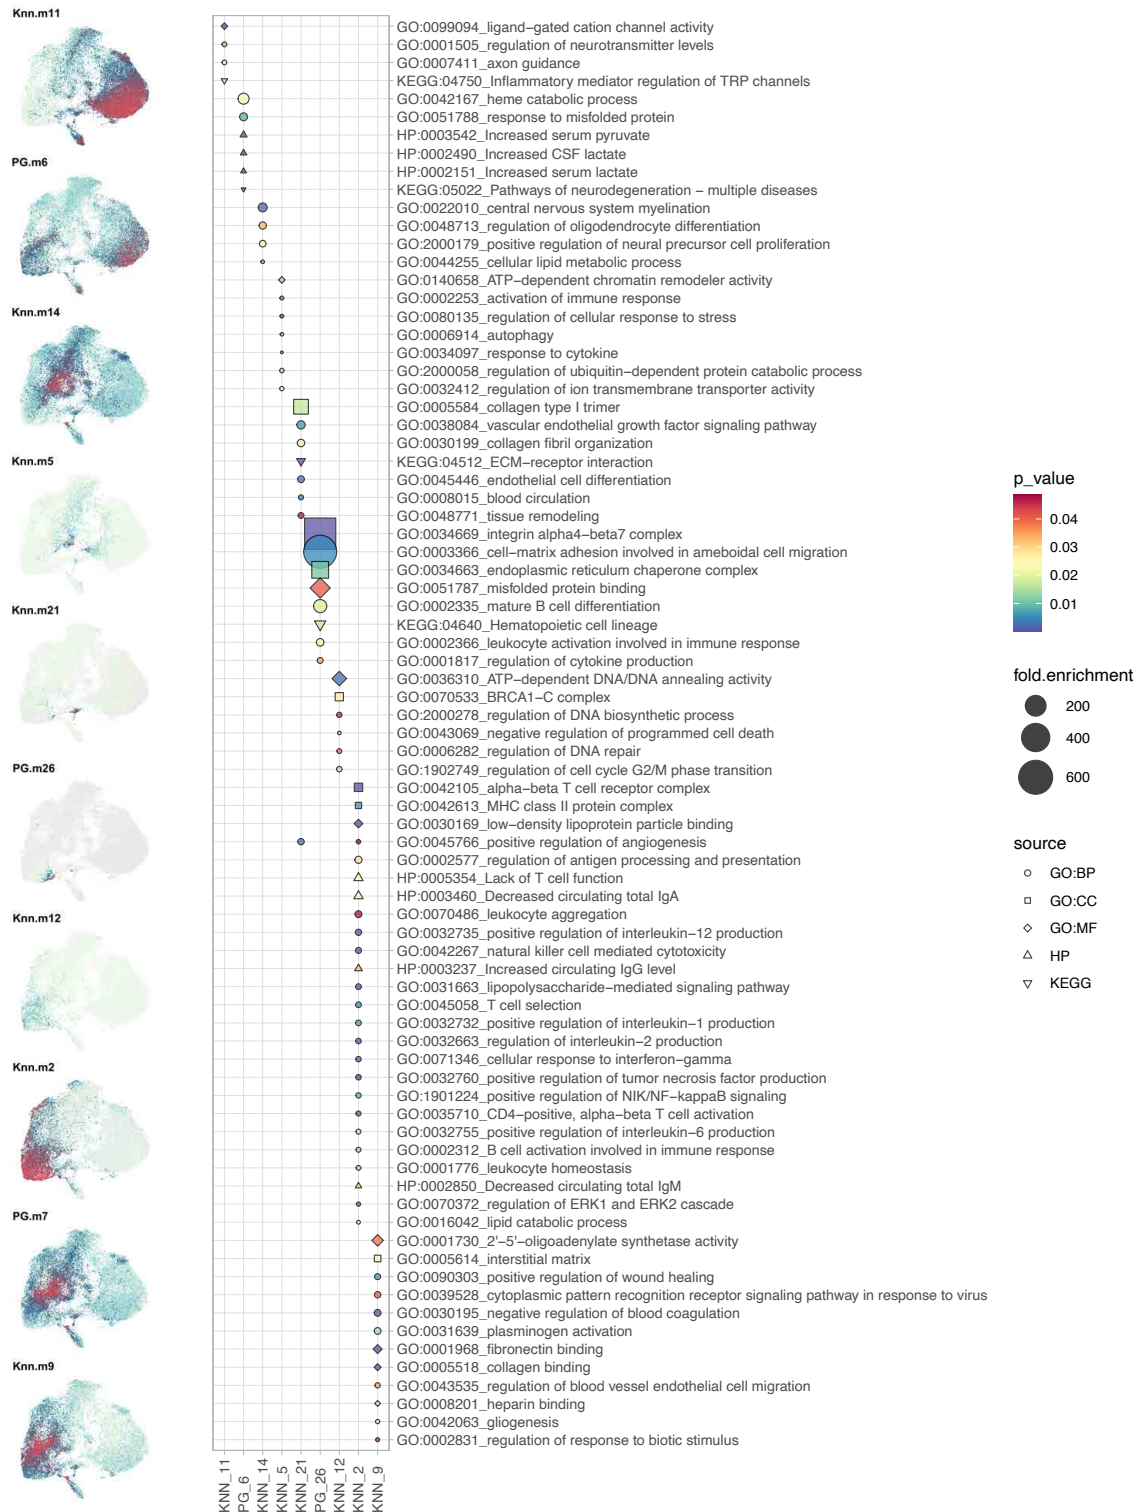 Knn.m11
PG.m6
Knn.m14
Knn.m5
Knn.m21
PG.m26
Knn.m12
Knn.m2
PG.m7
Knn.m9
GO:0099094_ligand−gated cation channel activity
GO:0001505_regulation of neurotransmitter levels
GO:0007411_axon guidance
KEGG:04750_Inflammatory mediator regulation of TRP channels
GO:0042167_heme catabolic process
GO:0051788_response to misfolded protein
HP:0003542_Increased serum pyruvate
HP:0002490_Increased CSF lactate
HP:0002151_Increased serum lactate
KEGG:05022_Pathways of neurodegeneration − multiple diseases
GO:0022010_central nervous system myelination
GO:0048713_regulation of oligodendrocyte differentiation
GO:2000179_positive regulation of neural precursor cell proliferation
GO:0044255_cellular lipid metabolic process
GO:0140658_ATP−dependent chromatin remodeler activity
GO:0002253_activation of immune response
GO:0080135_regulation of cellular response to stress
GO:0006914_autophagy
GO:0034097_response to cytokine
GO:2000058_regulation of ubiquitin−dependent protein catabolic process
GO:0032412_regulation of ion transmembrane transporter activity
GO:0005584_collagen type I trimer
GO:0038084_vascular endothelial growth factor signaling pathway
GO:0030199_collagen fibril organization
KEGG:04512_ECM−receptor interaction
GO:0045446_endothelial cell differentiation
GO:0008015_blood circulation
GO:0048771_tissue remodeling
GO:0034669_integrin alpha4−beta7 complex
GO:0003366_cell−matrix adhesion involved in ameboidal cell migration
GO:0034663_endoplasmic reticulum chaperone complex
GO:0051787_misfolded protein binding
GO:0002335_mature B cell differentiation
KEGG:04640_Hematopoietic cell lineage
GO:0002366_leukocyte activation involved in immune response
GO:0001817_regulation of cytokine production
GO:0036310_ATP−dependent DNA/DNA annealing activity
GO:0070533_BRCA1−C complex
GO:2000278_regulation of DNA biosynthetic process
GO:0043069_negative regulation of programmed cell death
GO:0006282_regulation of DNA repair
GO:1902749_regulation of cell cycle G2/M phase transition
GO:0042105_alpha−beta T cell receptor complex
GO:0042613_MHC class II protein complex
GO:0030169_low−density lipoprotein particle binding
GO:0045766_positive regulation of angiogenesis
GO:0002577_regulation of antigen processing and presentation
HP:0005354_Lack of T cell function
HP:0003460_Decreased circulating total IgA
GO:0070486_leukocyte aggregation
GO:0032735_positive regulation of interleukin−12 production
GO:0042267_natural killer cell mediated cytotoxicity
HP:0003237_Increased circulating IgG level
GO:0031663_lipopolysaccharide−mediated signaling pathway
GO:0045058_T cell selection
GO:0032732_positive regulation of interleukin−1 production
GO:0032663_regulation of interleukin−2 production
GO:0071346_cellular response to interferon−gamma
GO:0032760_positive regulation of tumor necrosis factor production
GO:1901224_positive regulation of NIK/NF−kappaB signaling
GO:0035710_CD4−positive, alpha−beta T cell activation
GO:0032755_positive regulation of interleukin−6 production
GO:0002312_B cell activation involved in immune response
GO:0001776_leukocyte homeostasis
HP:0002850_Decreased circulating total IgM
GO:0070372_regulation of ERK1 and ERK2 cascade
GO:0016042_lipid catabolic process
GO:0001730_2'−5'−oligoadenylate synthetase activity
GO:0005614_interstitial matrix
GO:0090303_positive regulation of wound healing
GO:0039528_cytoplasmic pattern recognition receptor signaling pathway in response to virus
GO:0030195_negative regulation of blood coagulation
GO:0031639_plasminogen activation
GO:0001968_fibronectin binding
GO:0005518_collagen binding
GO:0043535_regulation of blood vessel endothelial cell migration
GO:0008201_heparin binding
GO:0042063_gliogenesis
GO:0002831_regulation of response to biotic stimulus
KNN_11
PG_6
KNN_14
KNN_5
KNN_21
PG_26
KNN_12
KNN_2
KNN_9
p_value
0.04
0.03
0.02
0.01
fold.enrichment
200
400
600
source
GO:BP
GO:CC
GO:MF
HP
KEGG